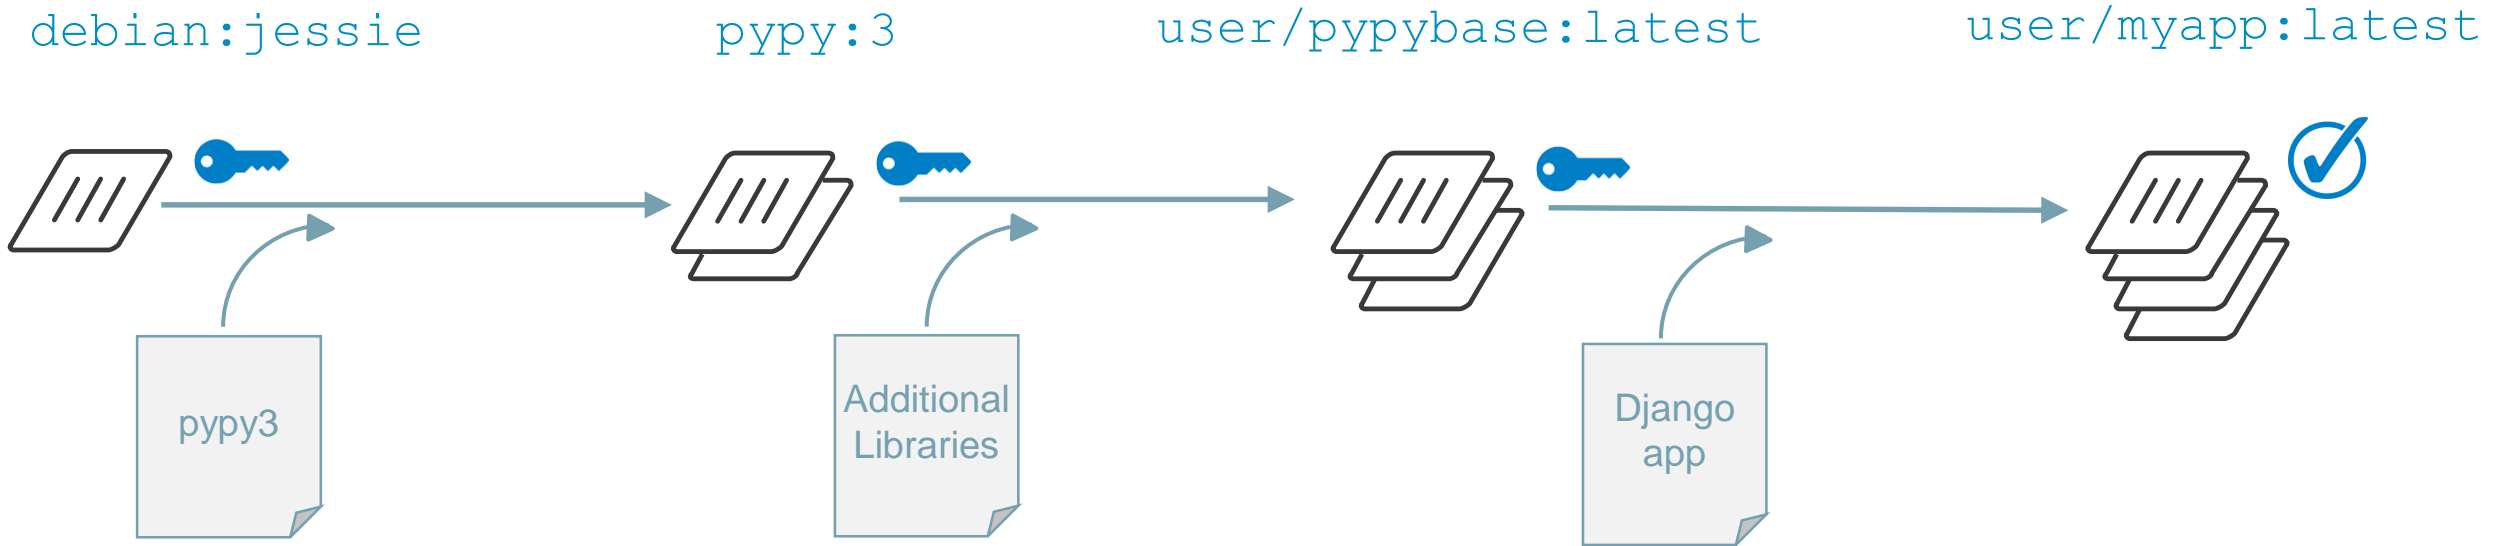 debian:jessie
pypy:3
user/pypybase:latest
user/myapp:latest
pypy3
Additional
Libraries
Django
app